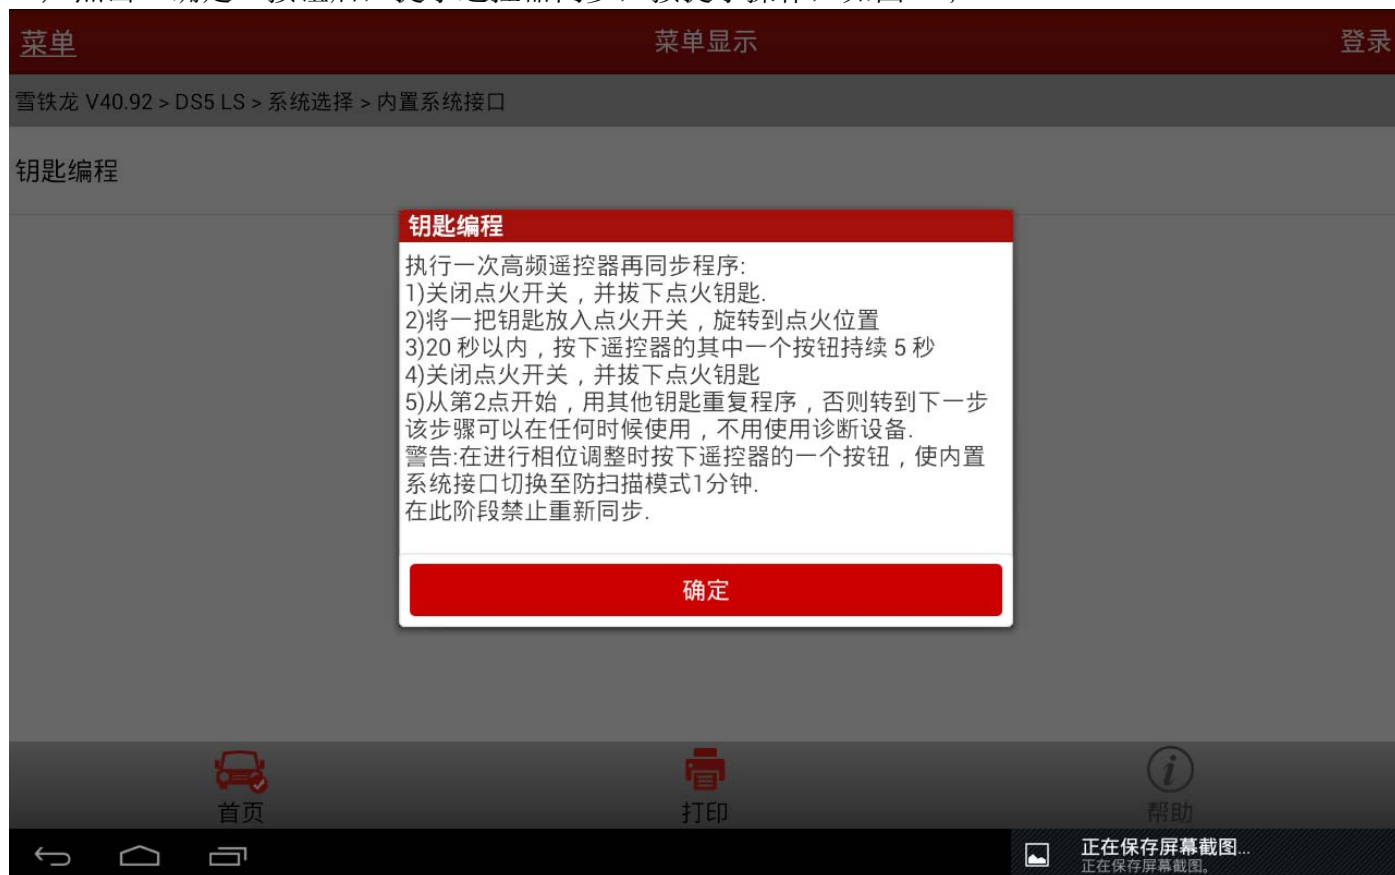 菜单
菜单显示
登录
雪铁龙 V40.92 > DS5 LS > 系统选择 > 内置系统接口
钥匙编程
钥匙编程
执行一次高频遥控器再同步程序:
1)关闭点火开关，并拔下点火钥匙.
2)将一把钥匙放入点火开关，旋转到点火位置
3)20 秒以内，按下遥控器的其中一个按钮持续 5 秒
4)关闭点火开关，并拔下点火钥匙
5)从第2点开始，用其他钥匙重复程序，否则转到下一步
该步骤可以在任何时候使用，不用使用诊断设备.
警告:在进行相位调整时按下遥控器的一个按钮，使内置
系统接口切换至防扫描模式1分钟.
在此阶段禁止重新同步.
确定
首页
打印
帮助
正在保存屏幕截图...
正在保存屏幕截图。